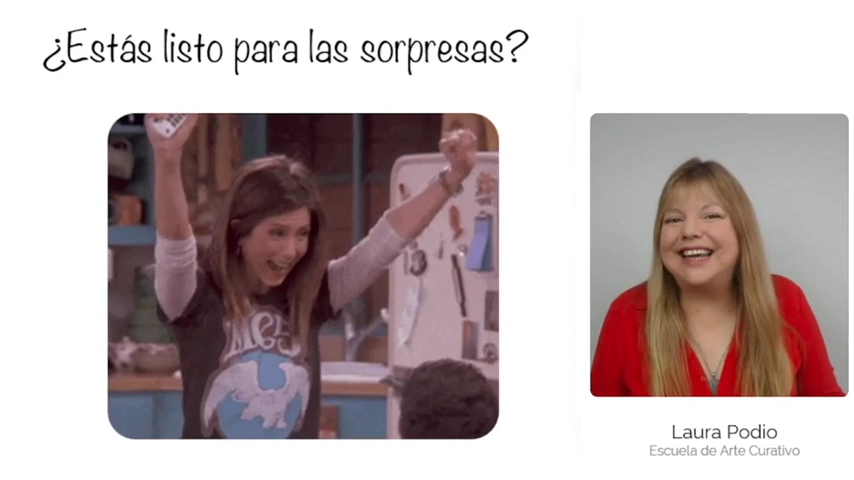 ¿Estás listo para las sorpresas?
Laura Podio
Escuela de Arte Curativo